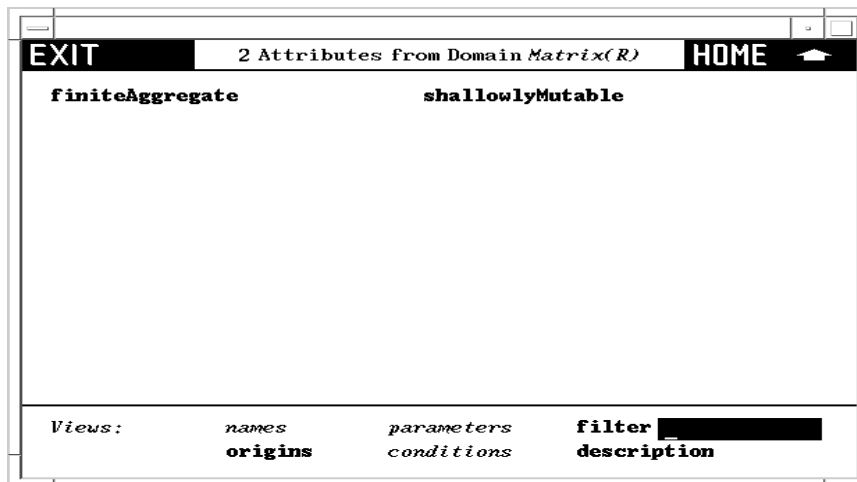 EXIT 2 Attributes from Domain Matrix(R) HOME
finiteAggregate shallowlyMutable
Views: names parameters filter
origins conditions description